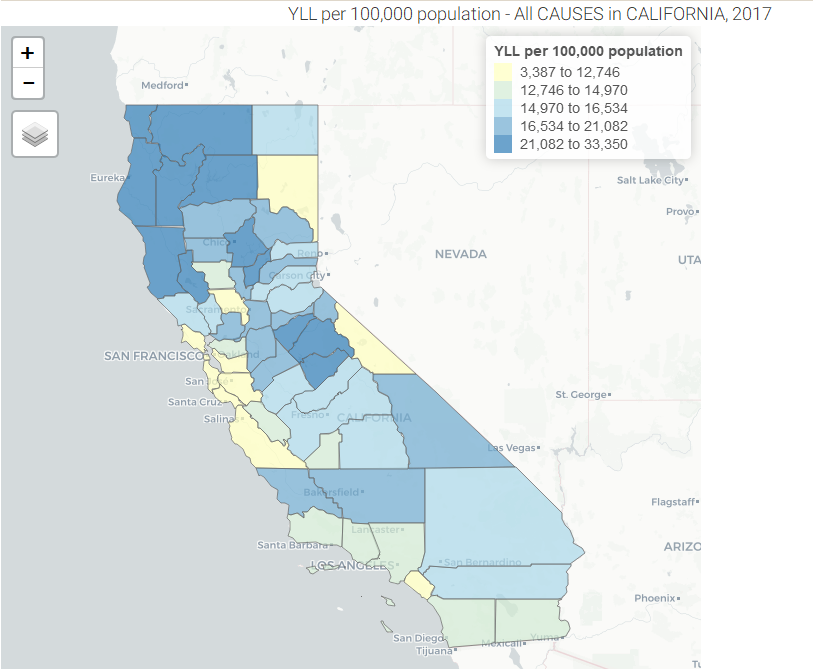 YLL per 100,000 population - All CAUSES in CALIFORNIA, 2017
+
−
YLL per 100,000 population
3,387 to 12,746
12,746 to 14,970
14,970 to 16,534
16,534 to 21,082
21,082 to 33,350
Medford
Eureka
Salt Lake City
Provo
Chico
NEVADA
Reno
UTA
Carson City
Sacramento
SAN FRANCISCO
Oakland
San José
Santa Cruz
St. George
Salinas
Fresno
CALIFORNIA
Las Vegas
Bakersfield
Flagstaff
Lancaster
Santa Barbara
ARIZO
LOS ANGELES
San Bernardino
Phoenix
San Diego
Yuma
Mexicali
Tijuana
Tu